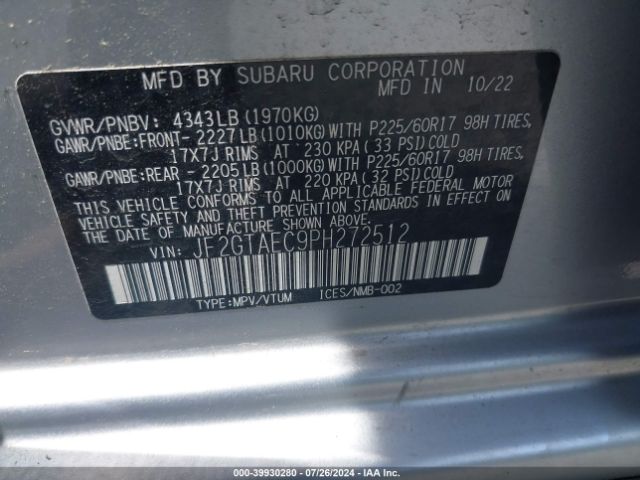 MFD BY SUBARU CORPORATION
MFD IN 10/22
GVWR/PNBV: 4343LB(1970KG)
GAWR/PNBE:FRONT- 2227LB(1010KG)WITH P225/60R17 98H TIRES,
17X7J RIMS AT 230 KPA(33 PSI)COLD
GAWR/PNBE:REAR - 2205LB(1000KG)WITH P225/60R17 98H TIRES,
17X7J RIMS AT 220 KPA(32 PSI)COLD
THIS VEHICLE CONFORMS TO ALL APPLICABLE FEDERAL MOTOR
VEHICLE SAFETY AND THEFT PREVENTION STANDARDS IN EFFECT ON
THE DATE OF MANUFACTURE SHOWN ABOVE.
VIN: JF2GTAEC9PH272512
TYPE:MPV/VTUM ICES/NMB-002
000-39930280 - 07/26/2024 - IAA Inc.